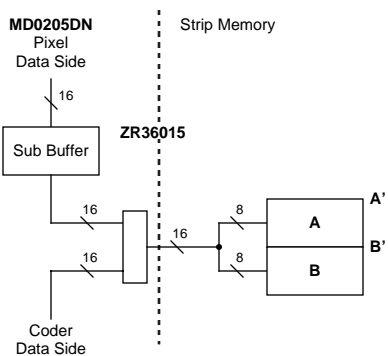 MD0205DN
Pixel
Data Side
Strip Memory
16
ZR36015
Sub Buffer
16
8
A
A'
16
16
8
B
B'
Coder
Data Side